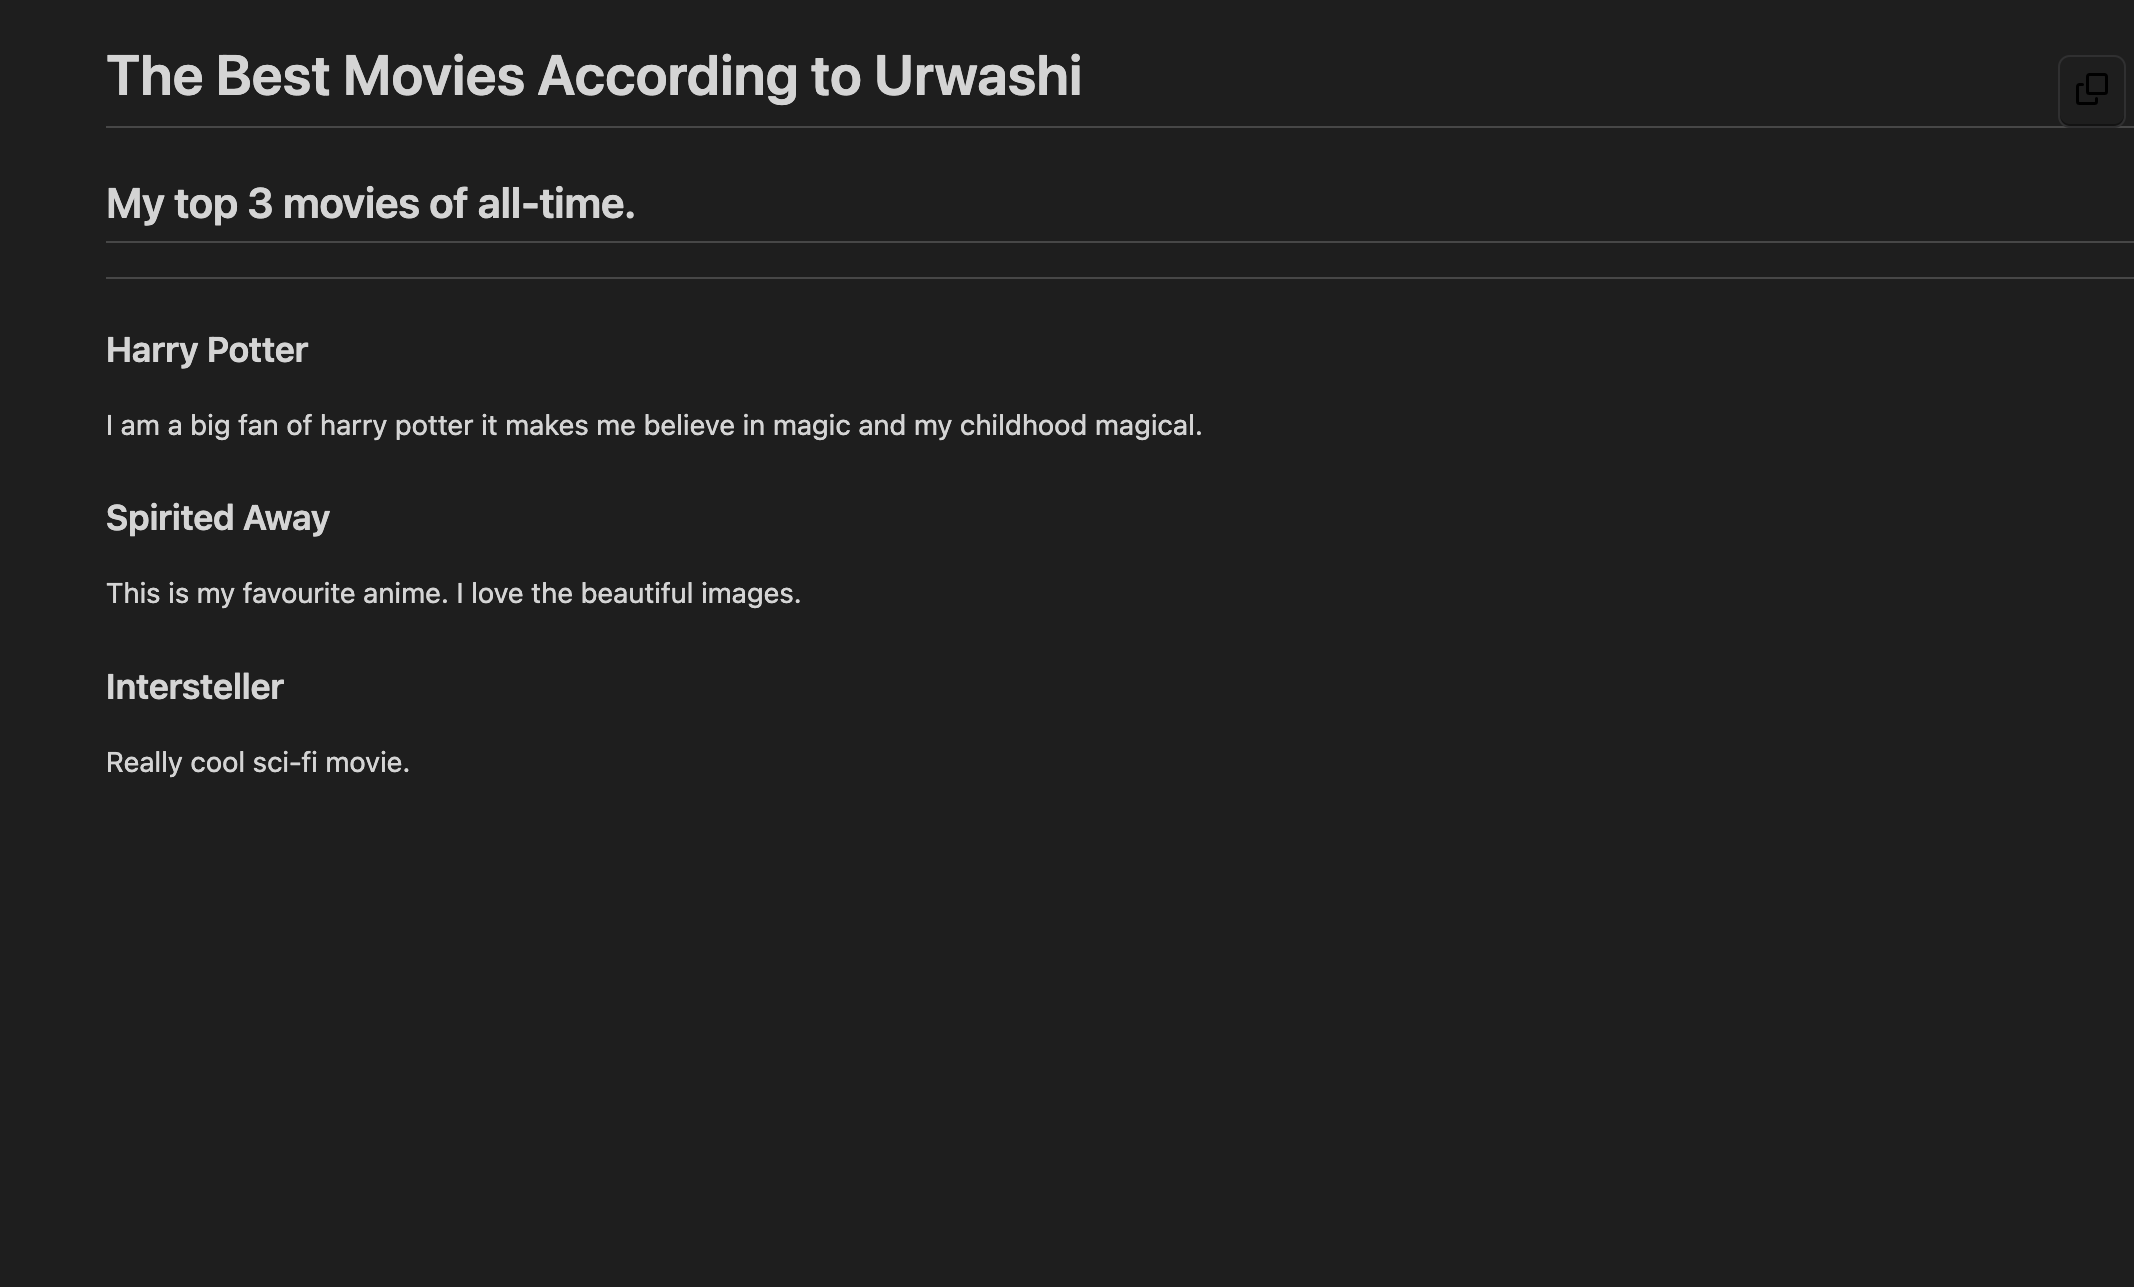 The Best Movies According to Urwashi
My top 3 movies of all-time.
Harry Potter
I am a big fan of harry potter it makes me believe in magic and my childhood magical.
Spirited Away
This is my favourite anime. I love the beautiful images.
Intersteller
Really cool sci-fi movie.